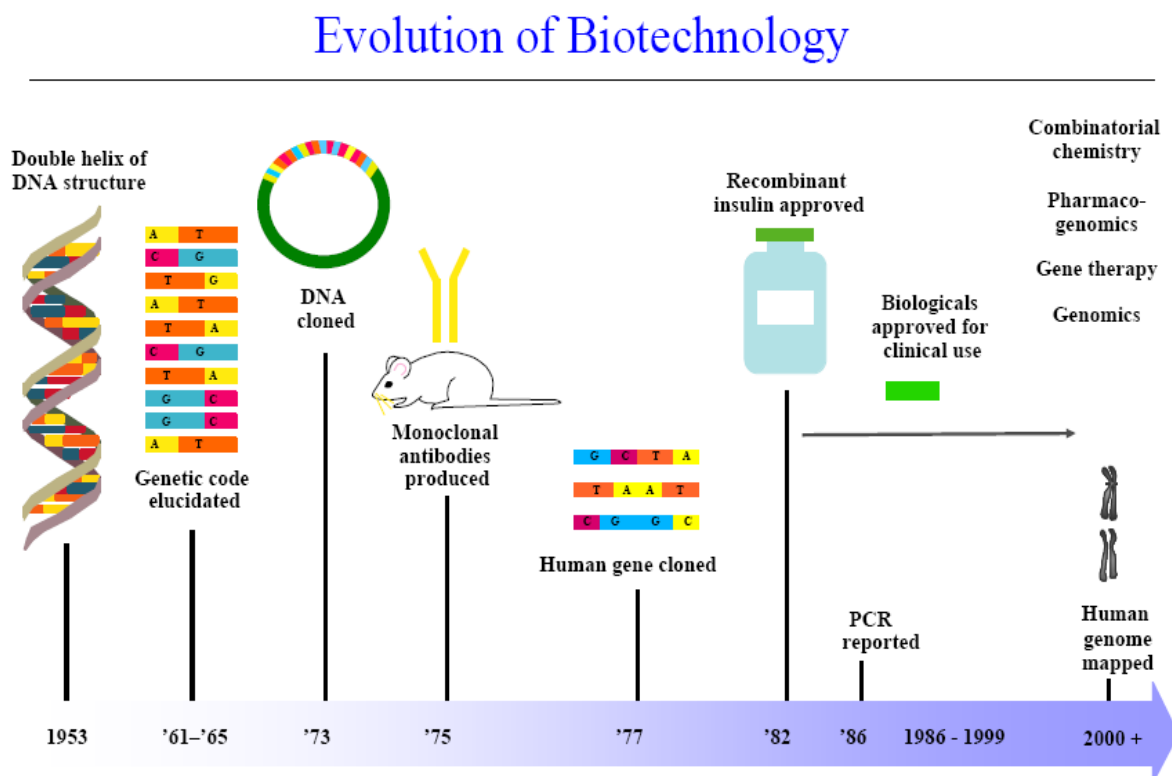 Evolution of Biotechnology
Double helix of
DNA structure
A T
C G
T G
A T
T A
C G
T A
G C
G C
A T
Genetic code
elucidated
DNA
cloned
Monoclonal
antibodies
produced
G C T A
T A A T
C G G C
Human gene cloned
Recombinant
insulin approved
Biologicals
approved for
clinical use
PCR
reported
Combinatorial
chemistry
Pharmaco-
genomics
Gene therapy
Genomics
Human
genome
mapped
1953
’61–’65
’73
’75
’77
’82
’86
1986 - 1999
2000 +